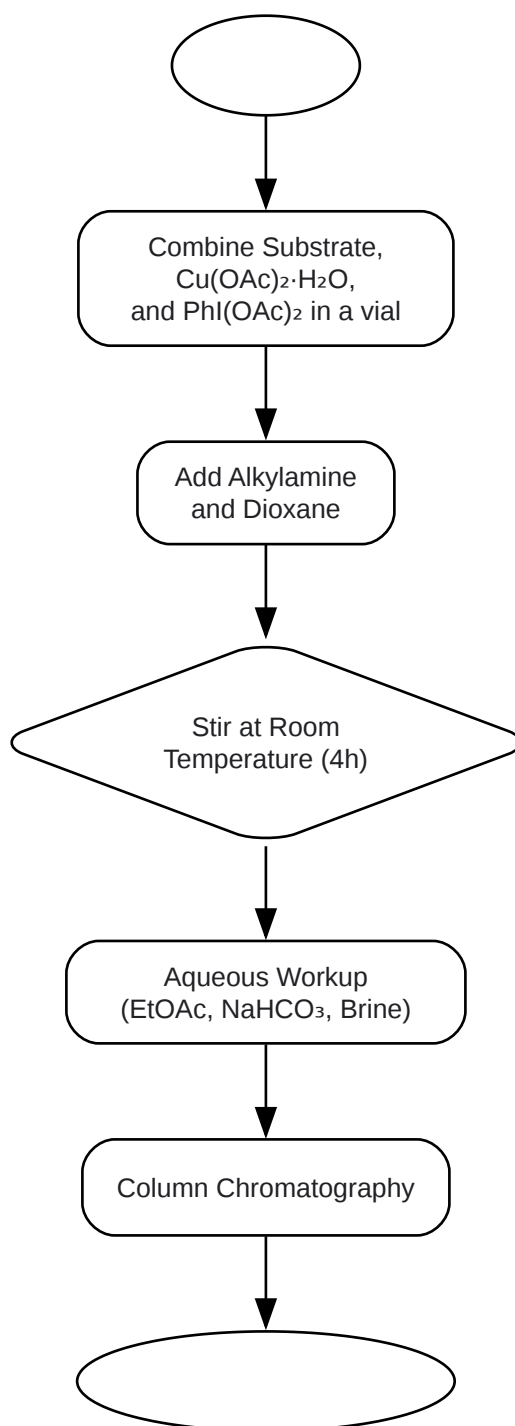 Combine Substrate,
Cu(OAc)₂·H₂O,
and PhI(OAc)₂ in a vial
Add Alkylamine
and Dioxane
Stir at Room
Temperature (4h)
Aqueous Workup
(EtOAc, NaHCO₃, Brine)
Column Chromatography